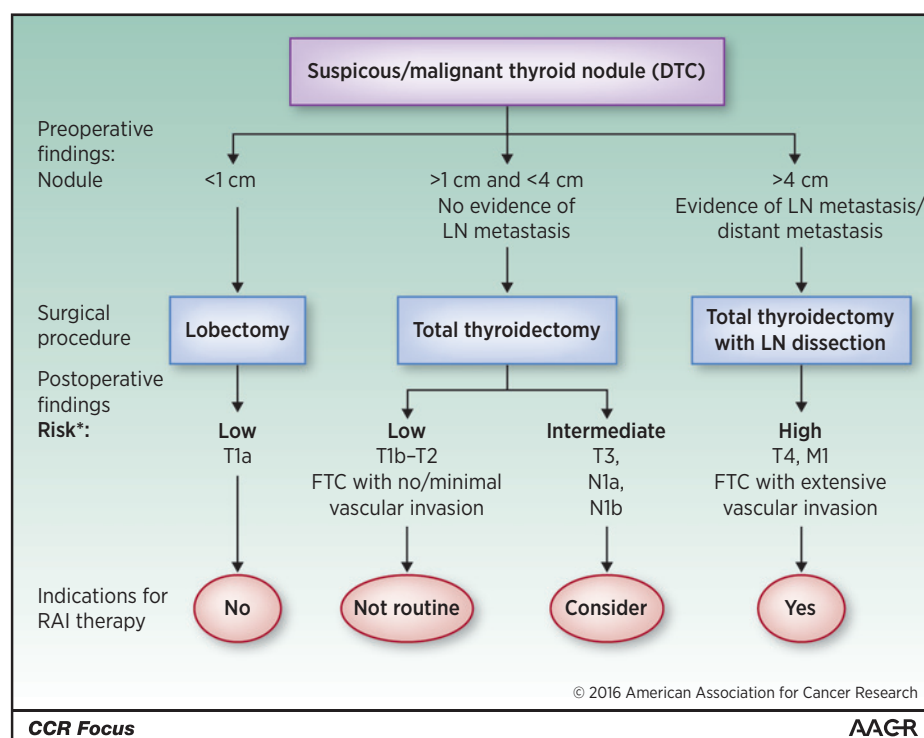 Suspicous/malignant thyroid nodule (DTC)
Preoperative
findings:
Nodule
<1 cm
>1 cm and <4 cm
No evidence of
LN metastasis
>4 cm
Evidence of LN metastasis/
distant metastasis
Surgical
procedure
Lobectomy
Total thyroidectomy
Total thyroidectomy
with LN dissection
Postoperative
findings
Risk*:
Low
T1a
Low
T1b–T2
FTC with no/minimal
vascular invasion
Intermediate
T3,
N1a,
N1b
High
T4, M1
FTC with extensive
vascular invasion
Indications for
RAI therapy
No
Not routine
Consider
Yes
© 2016 American Association for Cancer Research
CCR Focus
AACR